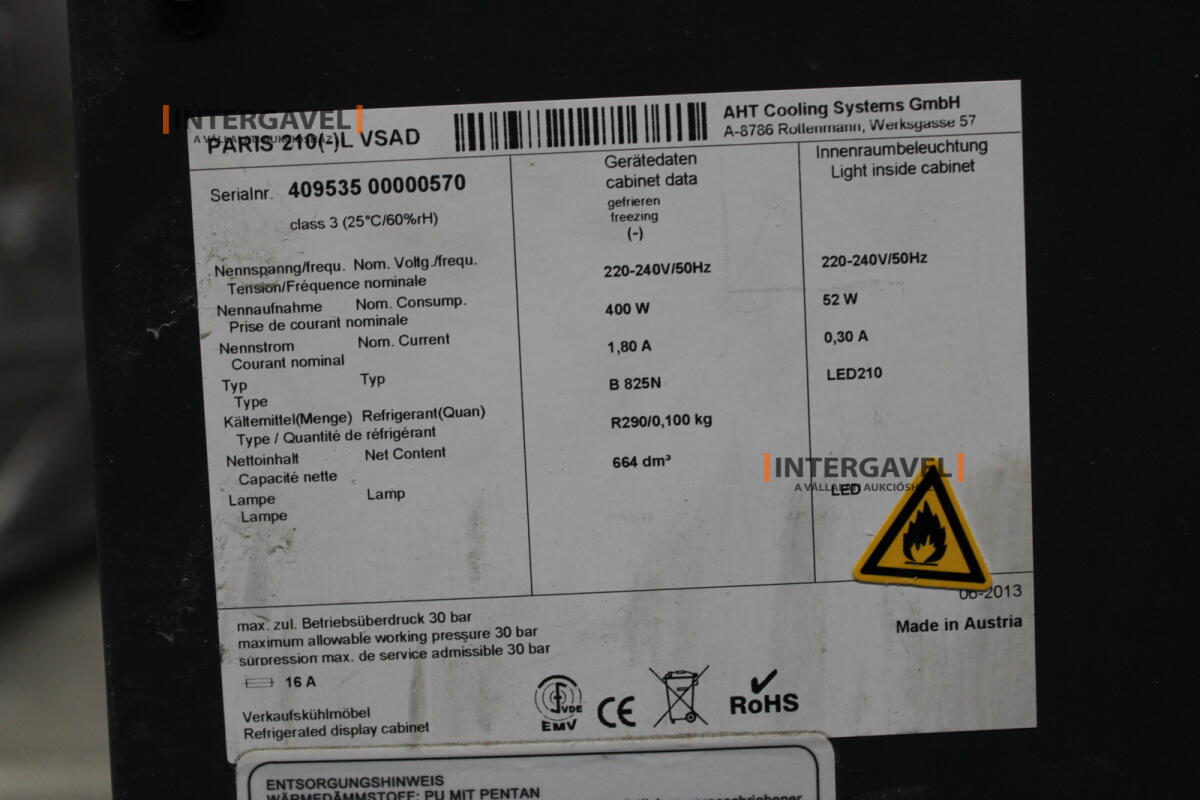 INTERGAVEL
A VÁLLALATI AUKCIÓSHÁZ
PARIS 210(-)L VSAD
AHT Cooling Systems GmbH
A-8786 Rottenmann, Werksgasse 57
Serialnr. 409535 00000570
class 3 (25°C/60%rH)
Gerätedaten
cabinet data
gefrieren
freezing
(-)
Innenraumbeleuchtung
Light inside cabinet
Nennspanng/frequ. Nom. Voltg./frequ.
Tension/Fréquence nominale
220-240V/50Hz
220-240V/50Hz
Nennaufnahme Nom. Consump.
Prise de courant nominale
400 W
52 W
Nennstrom Nom. Current
Courant nominal
1,80 A
0,30 A
Typ Typ
Type
B 825N
LED210
Kältemittel(Menge) Refrigerant(Quan)
Type / Quantité de réfrigérant
R290/0,100 kg
Nettoinhalt Net Content
Capacité nette
664 dm³
INTERGAVEL
A VÁLLALATI AUKCIÓSHÁZ
Lampe Lamp
Lampe
LED
06-2013
Made in Austria
max. zul. Betriebsüberdruck 30 bar
maximum allowable working pressure 30 bar
surpression max. de service admissible 30 bar
16 A
Verkaufskühlmöbel
Refrigerated display cabinet
VDE
EMV
CE
RoHS
ENTSORGUNGSHINWEIS
WÄRMEDÄMMSTOFF: PU MIT PENTAN